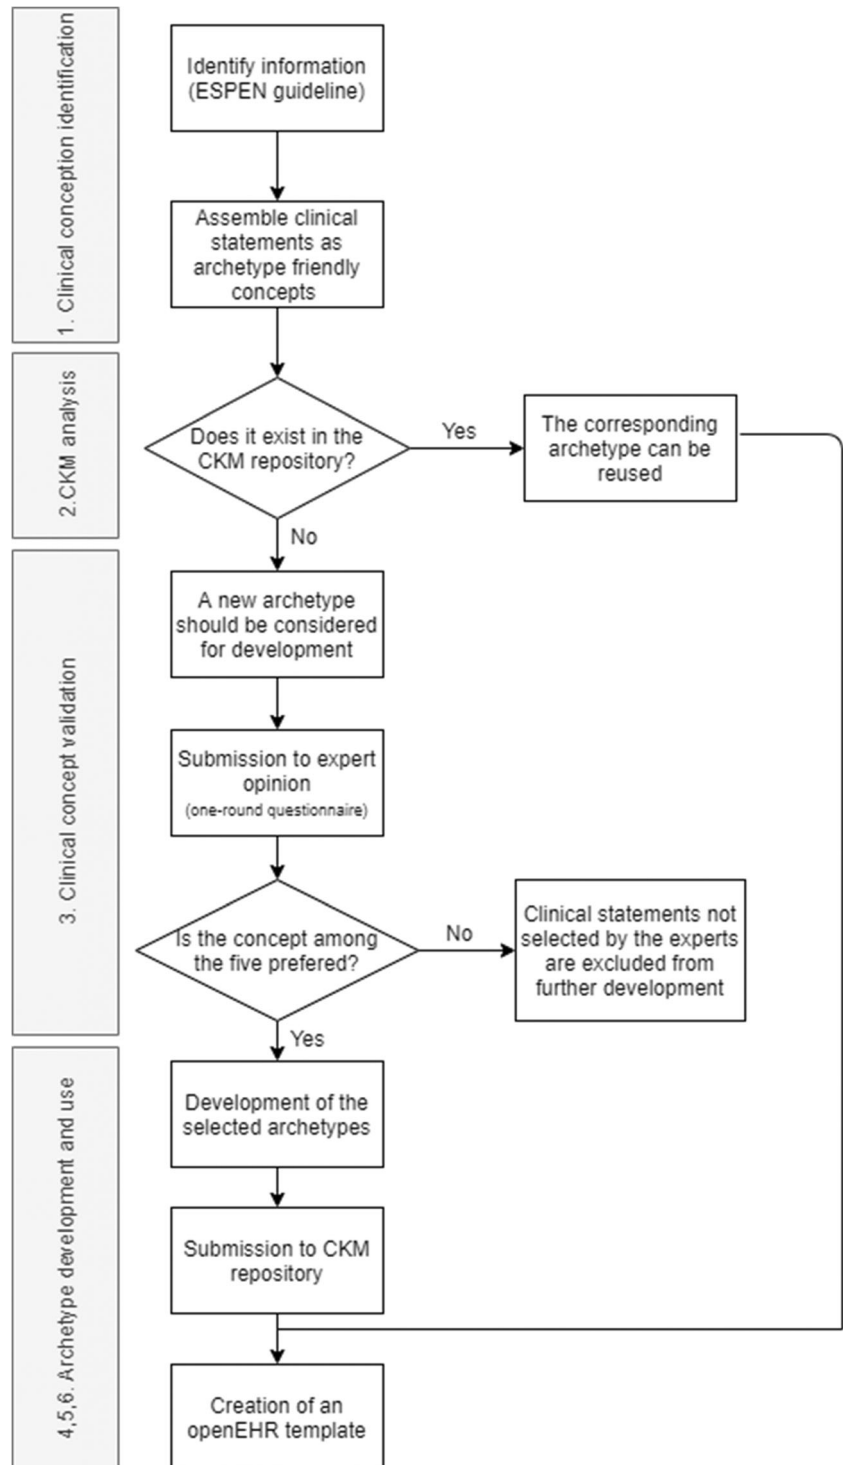 1. Clinical conception identification
Identify information
(ESPEN guideline)
Assemble clinical
statements as
archetype friendly
concepts
2.CKM analysis
Does it exist in the
CKM repository?
Yes
The corresponding
archetype can be
reused
No
3. Clinical concept validation
A new archetype
should be considered
for development
Submission to expert
opinion
(one-round questionnaire)
Is the concept among
the five prefered?
No
Clinical statements not
selected by the experts
are excluded from
further development
Yes
4,5,6. Archetype development and use
Development of the
selected archetypes
Submission to CKM
repository
Creation of an
openEHR template